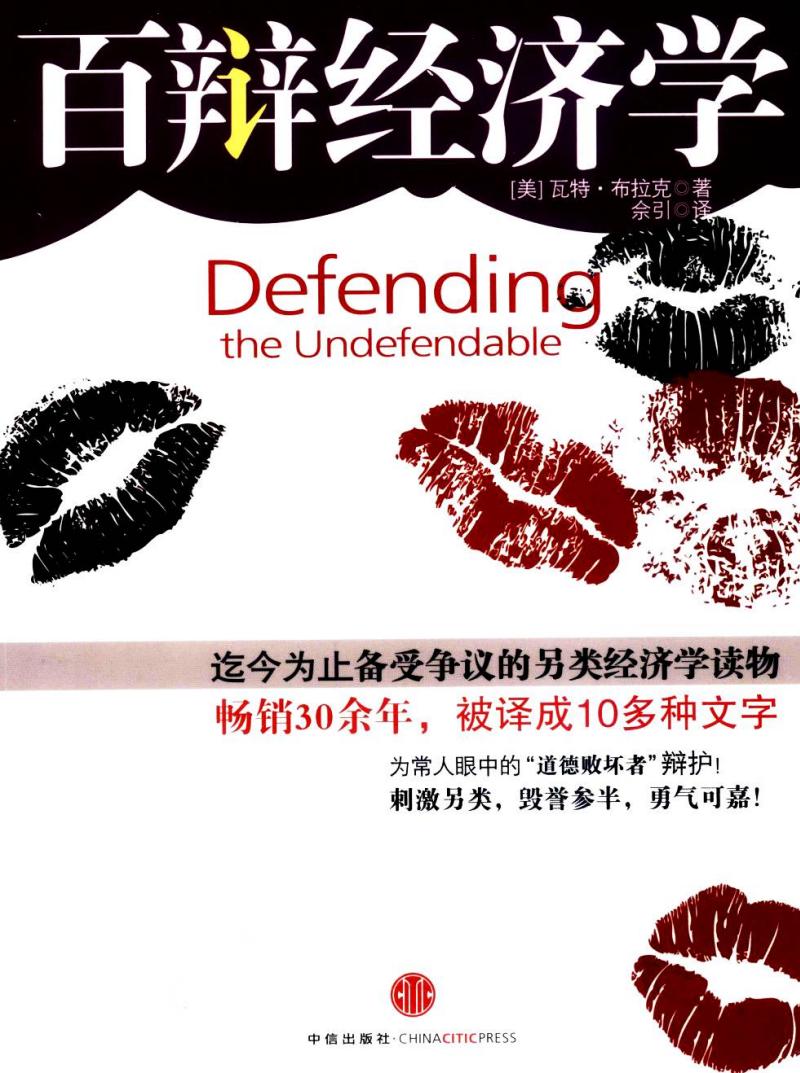 百辩经济学
[美] 瓦特·布拉克◎著
佘引◎译
Defending
the Undefendable
迄今为止备受争议的另类经济学读物
畅销30余年，被译成10多种文字
为常人眼中的“道德败坏者”辩护！
刺激另类，毁誉参半，勇气可嘉！
CITIC
中信出版社·CHINACITICPRESS